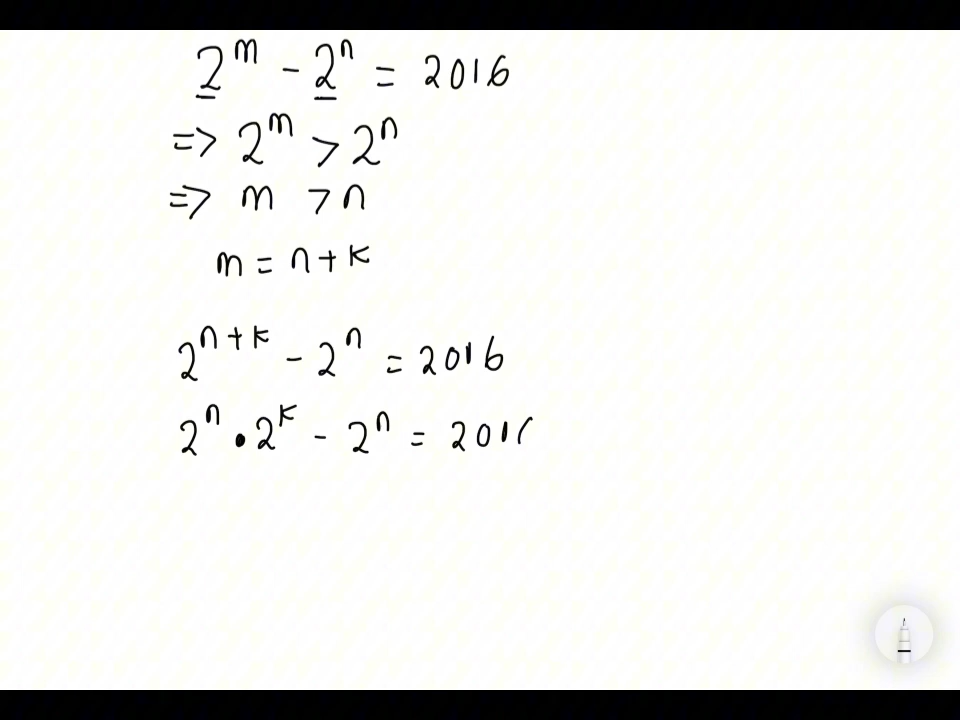 2^m - 2^n = 2016
=> 2^m > 2^n
=> m > n
m = n + k
2^{n+k} - 2^n = 2016
2^n • 2^k - 2^n = 201